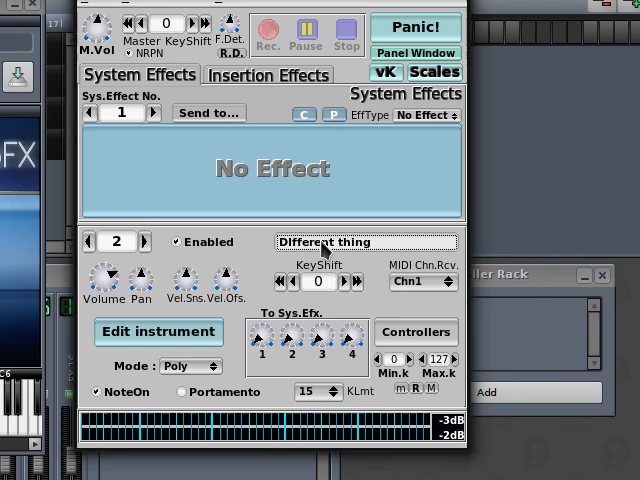 17|
0
M.Vol
Master KeyShift
F.Det.
NRPN
R.D.
Rec.
Pause
Stop
Panic!
Panel Window
vK
Scales
System Effects
Insertion Effects
System Effects
Sys.Effect No.
1
Send to...
C
P
EffType
No Effect
FX
No Effect
2
Enabled
DIfferent thing
KeyShift
MIDI Chn.Rcv.
0
Chn1
Volume
Pan
Vel.Sns.
Vel.Ofs.
ller Rack
To Sys.Efx.
Edit instrument
1
2
3
4
Controllers
0
127
Min.k
Max.k
Mode :
Poly
m
R
M
C6
NoteOn
Portamento
15
KLmt
Add
-3dB
-2dB